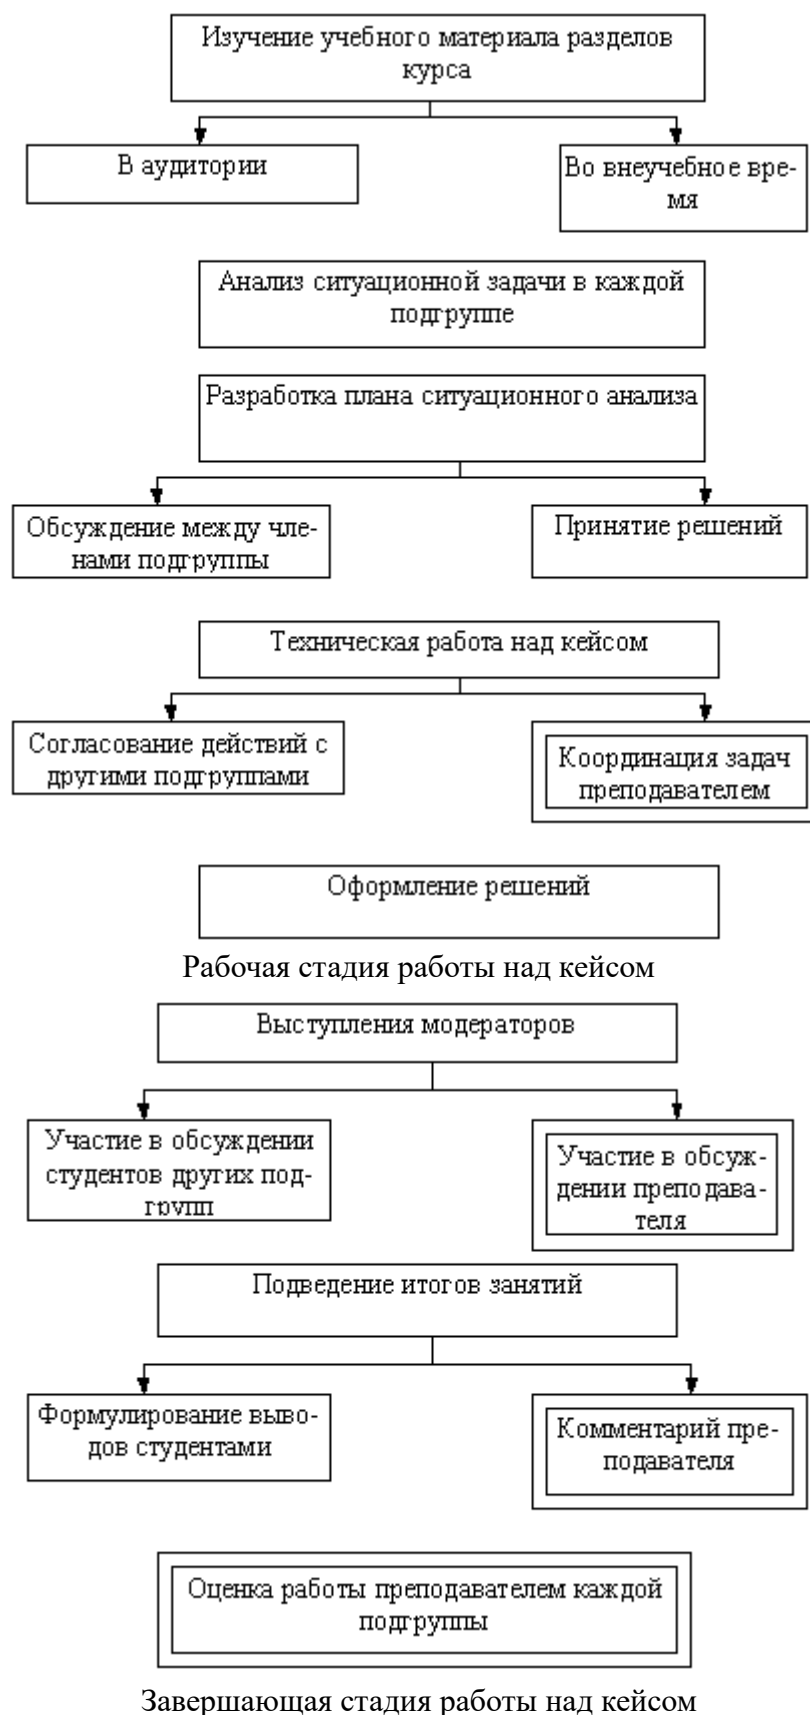 Изучение учебного материала разделов
курса
В аудитории
Во внеучебное вре-
мя
Анализ ситуационной задачи в каждой
подгруппе
Разработка плана ситуационного анализа
Обсуждение между чле-
нами подгруппы
Принятие решений
Техническая работа над кейсом
Согласование действий с
другими подгруппами
Координация задач
преподавателем
Оформление решений
Рабочая стадия работы над кейсом
Выступления модераторов
Участие в обсуждении
студентов других под-
групп
Участие в обсуж-
дении преподава-
теля
Подведение итогов занятий
Формулирование выво-
дов студентами
Комментарий пре-
подавателя
Оценка работы преподавателем каждой
подгруппы
Завершающая стадия работы над кейсом